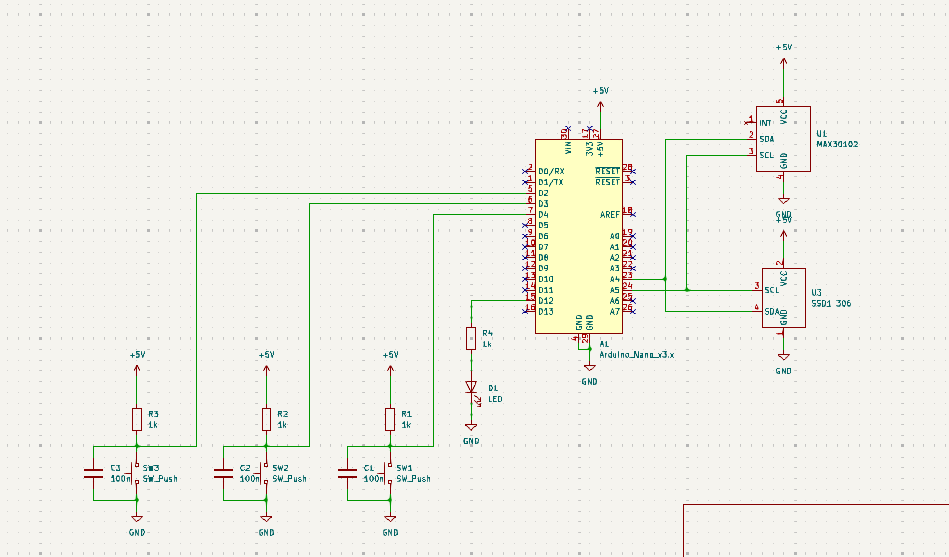 +5V
5
VCC
1
INT
2
SDA
3
SCL
GND
4
U1
MAX30102
GND
+5V
+5V
30
17
27
VIN
3V3
+5V
2
D0/RX
1
D1/TX
5
D2
6
D3
7
D4
8
D5
9
D6
10
D7
11
D8
12
D9
13
D10
14
D11
15
D12
16
D13
RESET
28
RESET
3
AREF
18
A0
19
A1
20
A2
21
A3
22
A4
23
A5
24
A6
25
A7
26
GND
GND
4
29
A1
Arduino_Nano_v3.x
GND
2
VCC
3
SCL
4
SDA
GND
1
U3
SSD1 306
GND
R4
1k
D1
LED
GND
+5V
R3
1k
C3
100n
SW3
SW_Push
GND
+5V
R2
1k
C2
100n
SW2
SW_Push
GND
+5V
R1
1k
C1
100n
SW1
SW_Push
GND